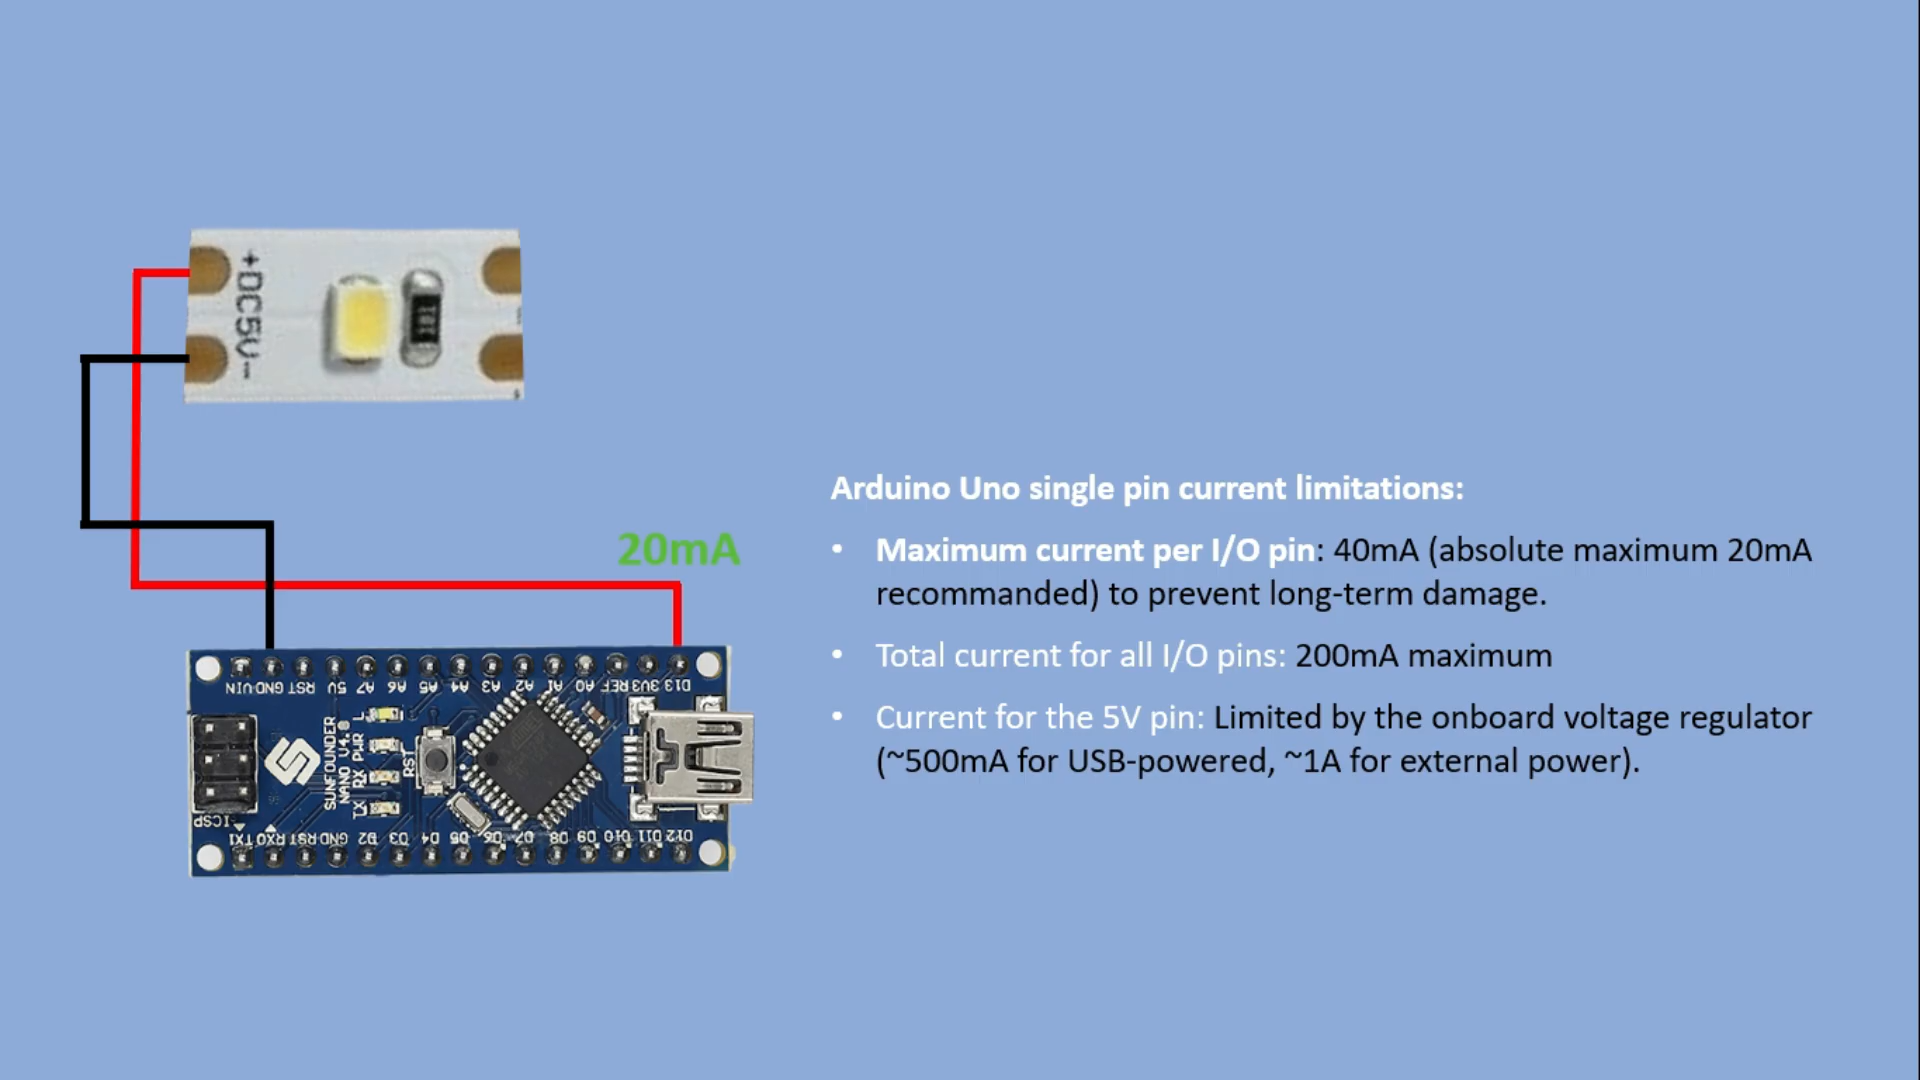 +DC5V-
181
20mA
Arduino Uno single pin current limitations:
• Maximum current per I/O pin: 40mA (absolute maximum 20mA
recommanded) to prevent long-term damage.
• Total current for all I/O pins: 200mA maximum
• Current for the 5V pin: Limited by the onboard voltage regulator
(~500mA for USB-powered, ~1A for external power).
VIN GND RST 5V A7 A6 A5 A4 A3 A2 A1 A0 REF 3V3 D13
L
PWR
RX
TX
RST
SUNFOUNDER
NANO V4.0
ICSP
TX1 RX0 RST GND D2 D3 D4 D5 D6 D7 D8 D9 D10 D11 D12